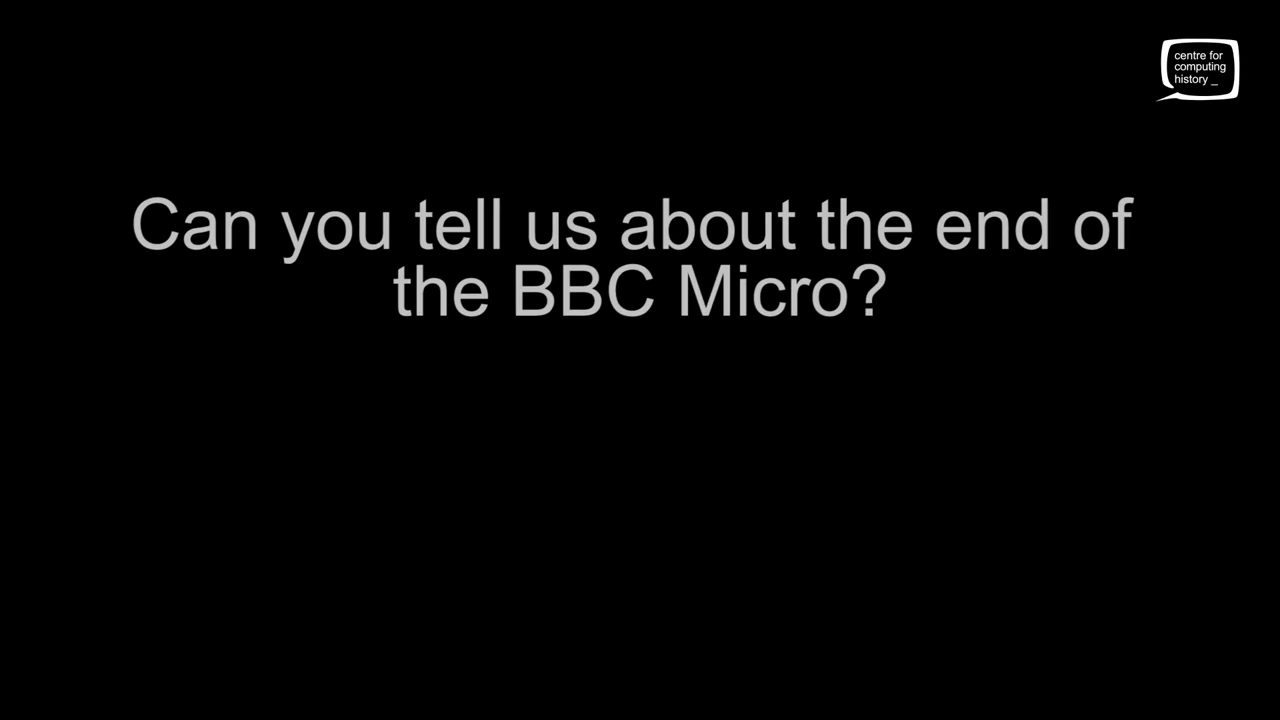 centre for
computing
history _
Can you tell us about the end of
the BBC Micro?